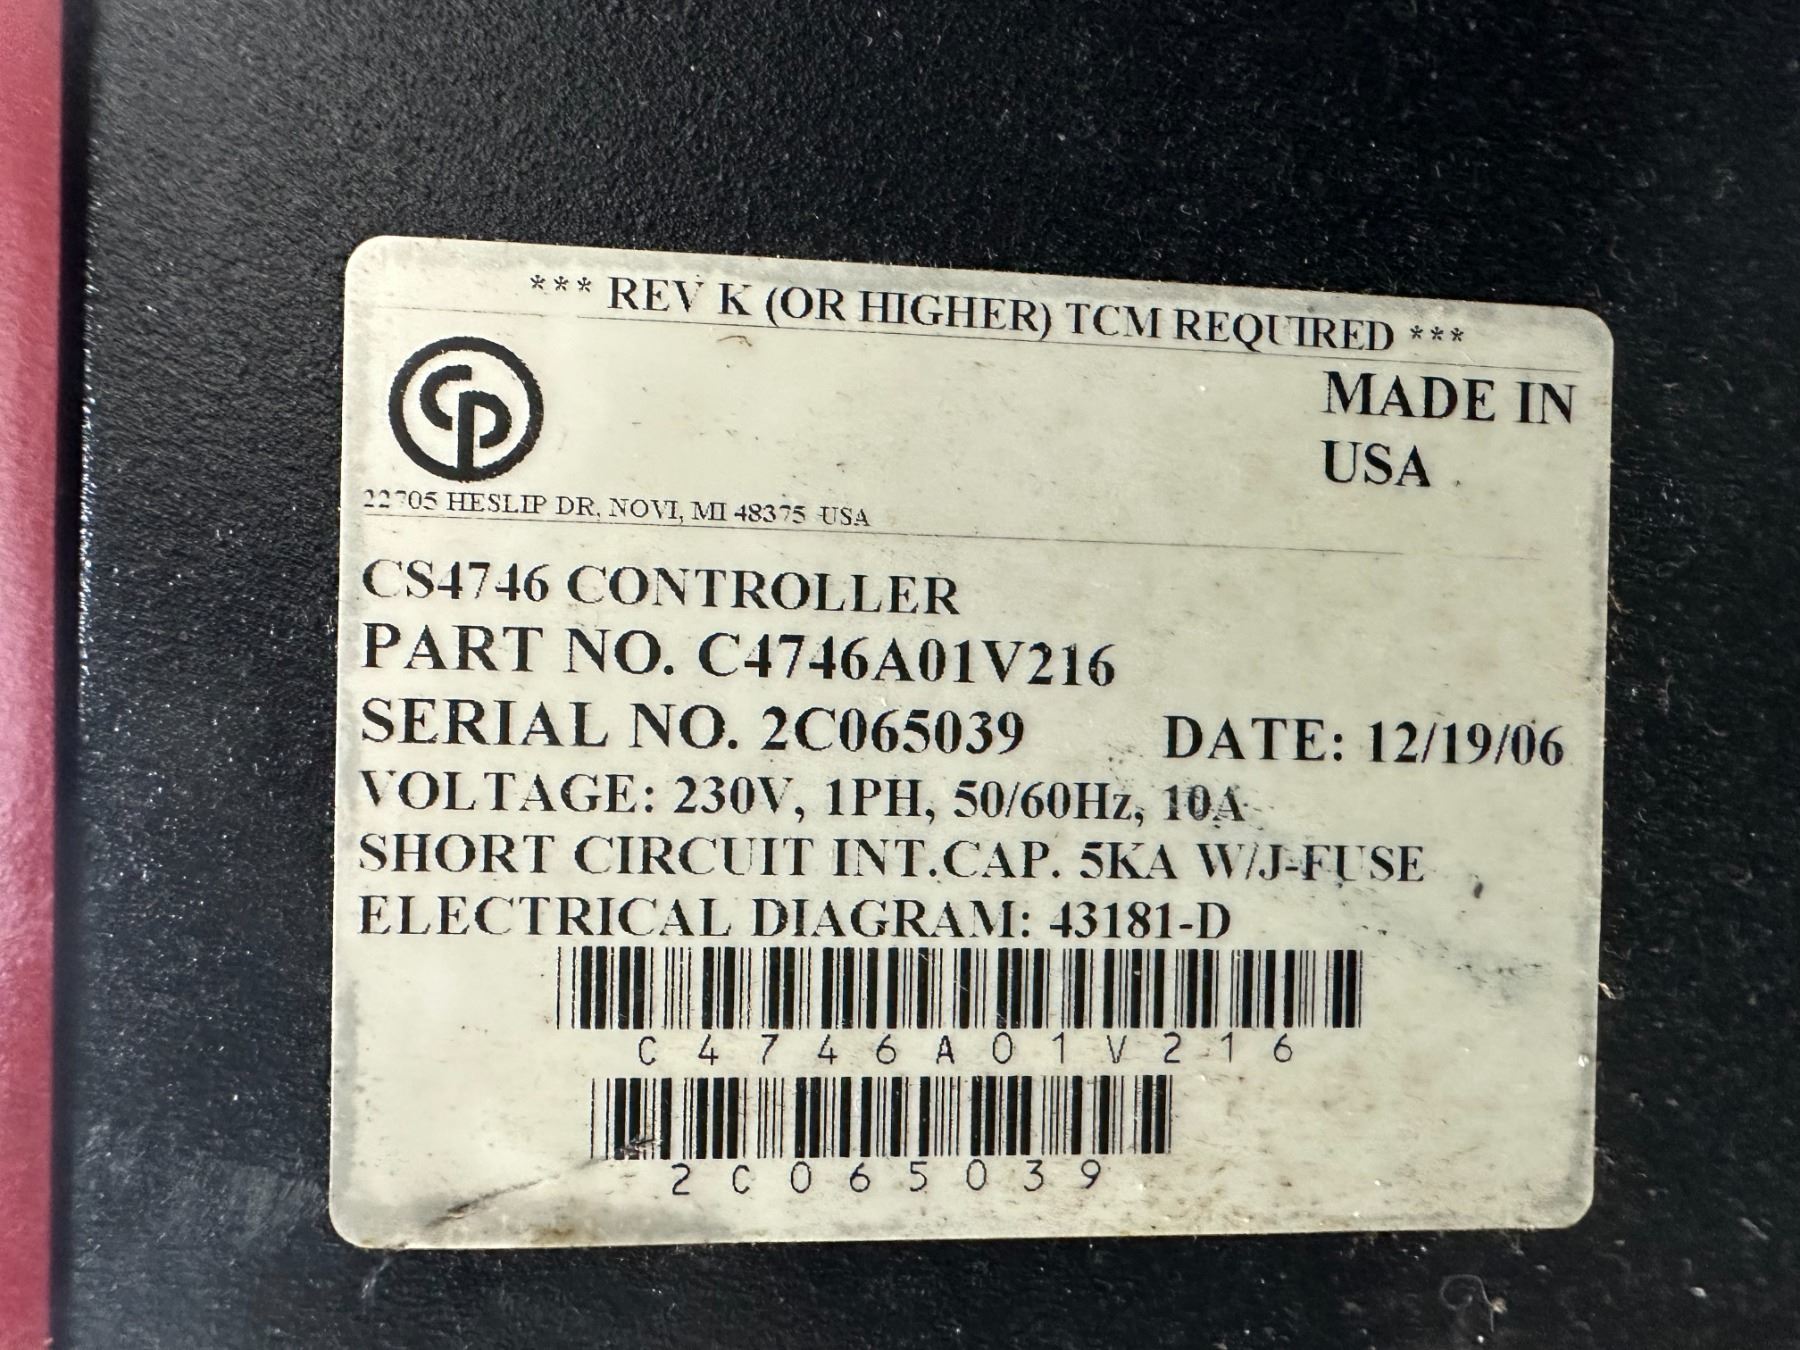 *** REV K (OR HIGHER) TCM REQUIRED ***
CP
MADE IN
USA
22705 HESLIP DR, NOVI, MI 48375 USA
CS4746 CONTROLLER
PART NO. C4746A01V216
SERIAL NO. 2C065039 DATE: 12/19/06
VOLTAGE: 230V, 1PH, 50/60Hz, 10A
SHORT CIRCUIT INT.CAP. 5KA W/J-FUSE
ELECTRICAL DIAGRAM: 43181-D
C4746A01V216
2C065039